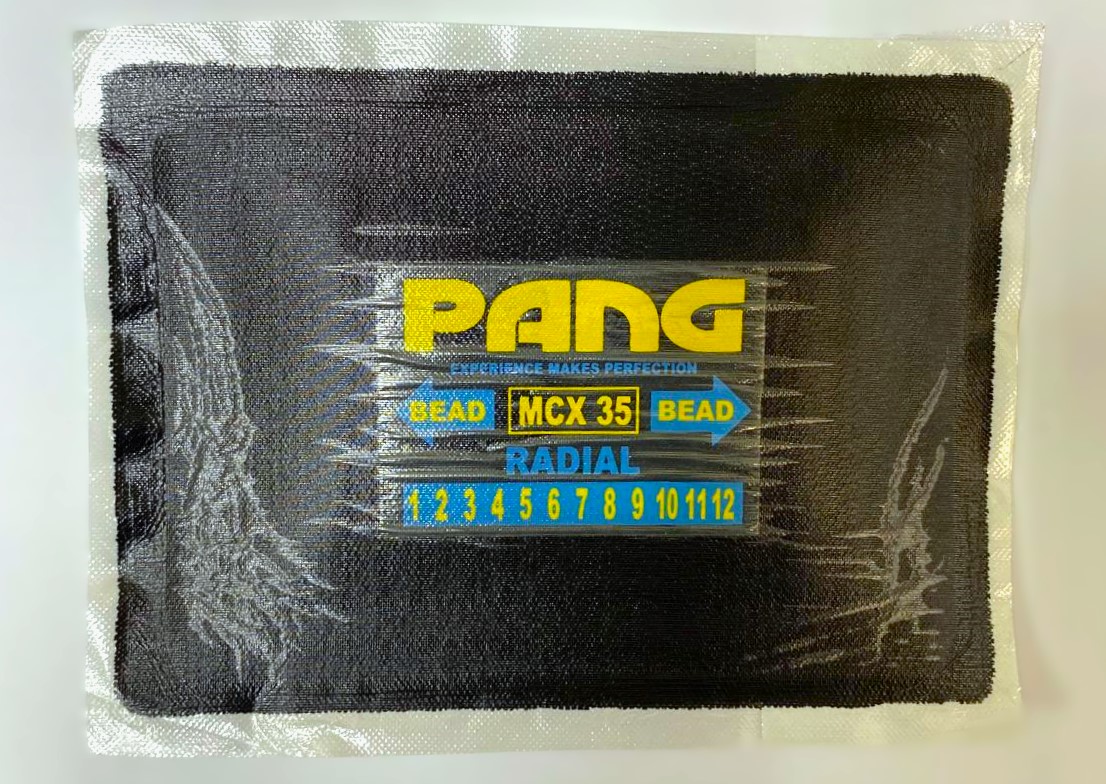 PANG
EXPERIENCE MAKES PERFECTION
BEAD MCX 35 BEAD
RADIAL
1 2 3 4 5 6 7 8 9 10 11 12